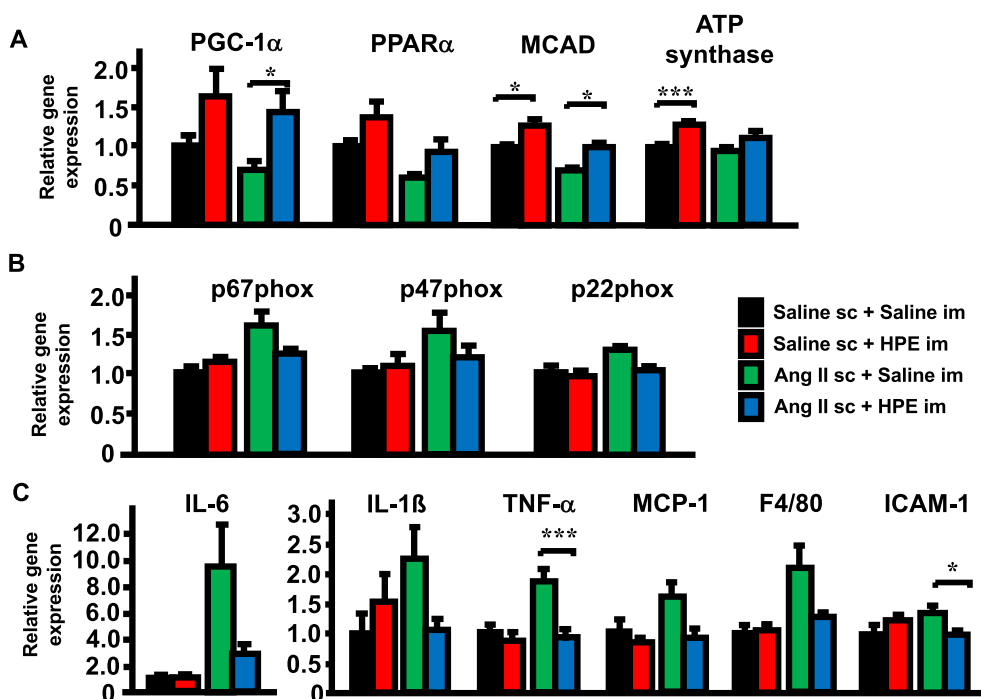 A
PGC-1α
PPARα
MCAD
ATP
synthase
Relative gene
expression
2.0
1.5
1.0
0.5
0
*
*
*
***
B
p67phox
p47phox
p22phox
Relative gene
expression
2.0
1.5
1.0
0.5
0
Saline sc + Saline im
Saline sc + HPE im
Ang II sc + Saline im
Ang II sc + HPE im
C
IL-6
IL-1ß
TNF-α
MCP-1
F4/80
ICAM-1
Relative gene
expression
12.0
10.0
8.0
6.0
4.0
2.0
0
3.0
2.5
2.0
1.5
1.0
0.5
0
***
*